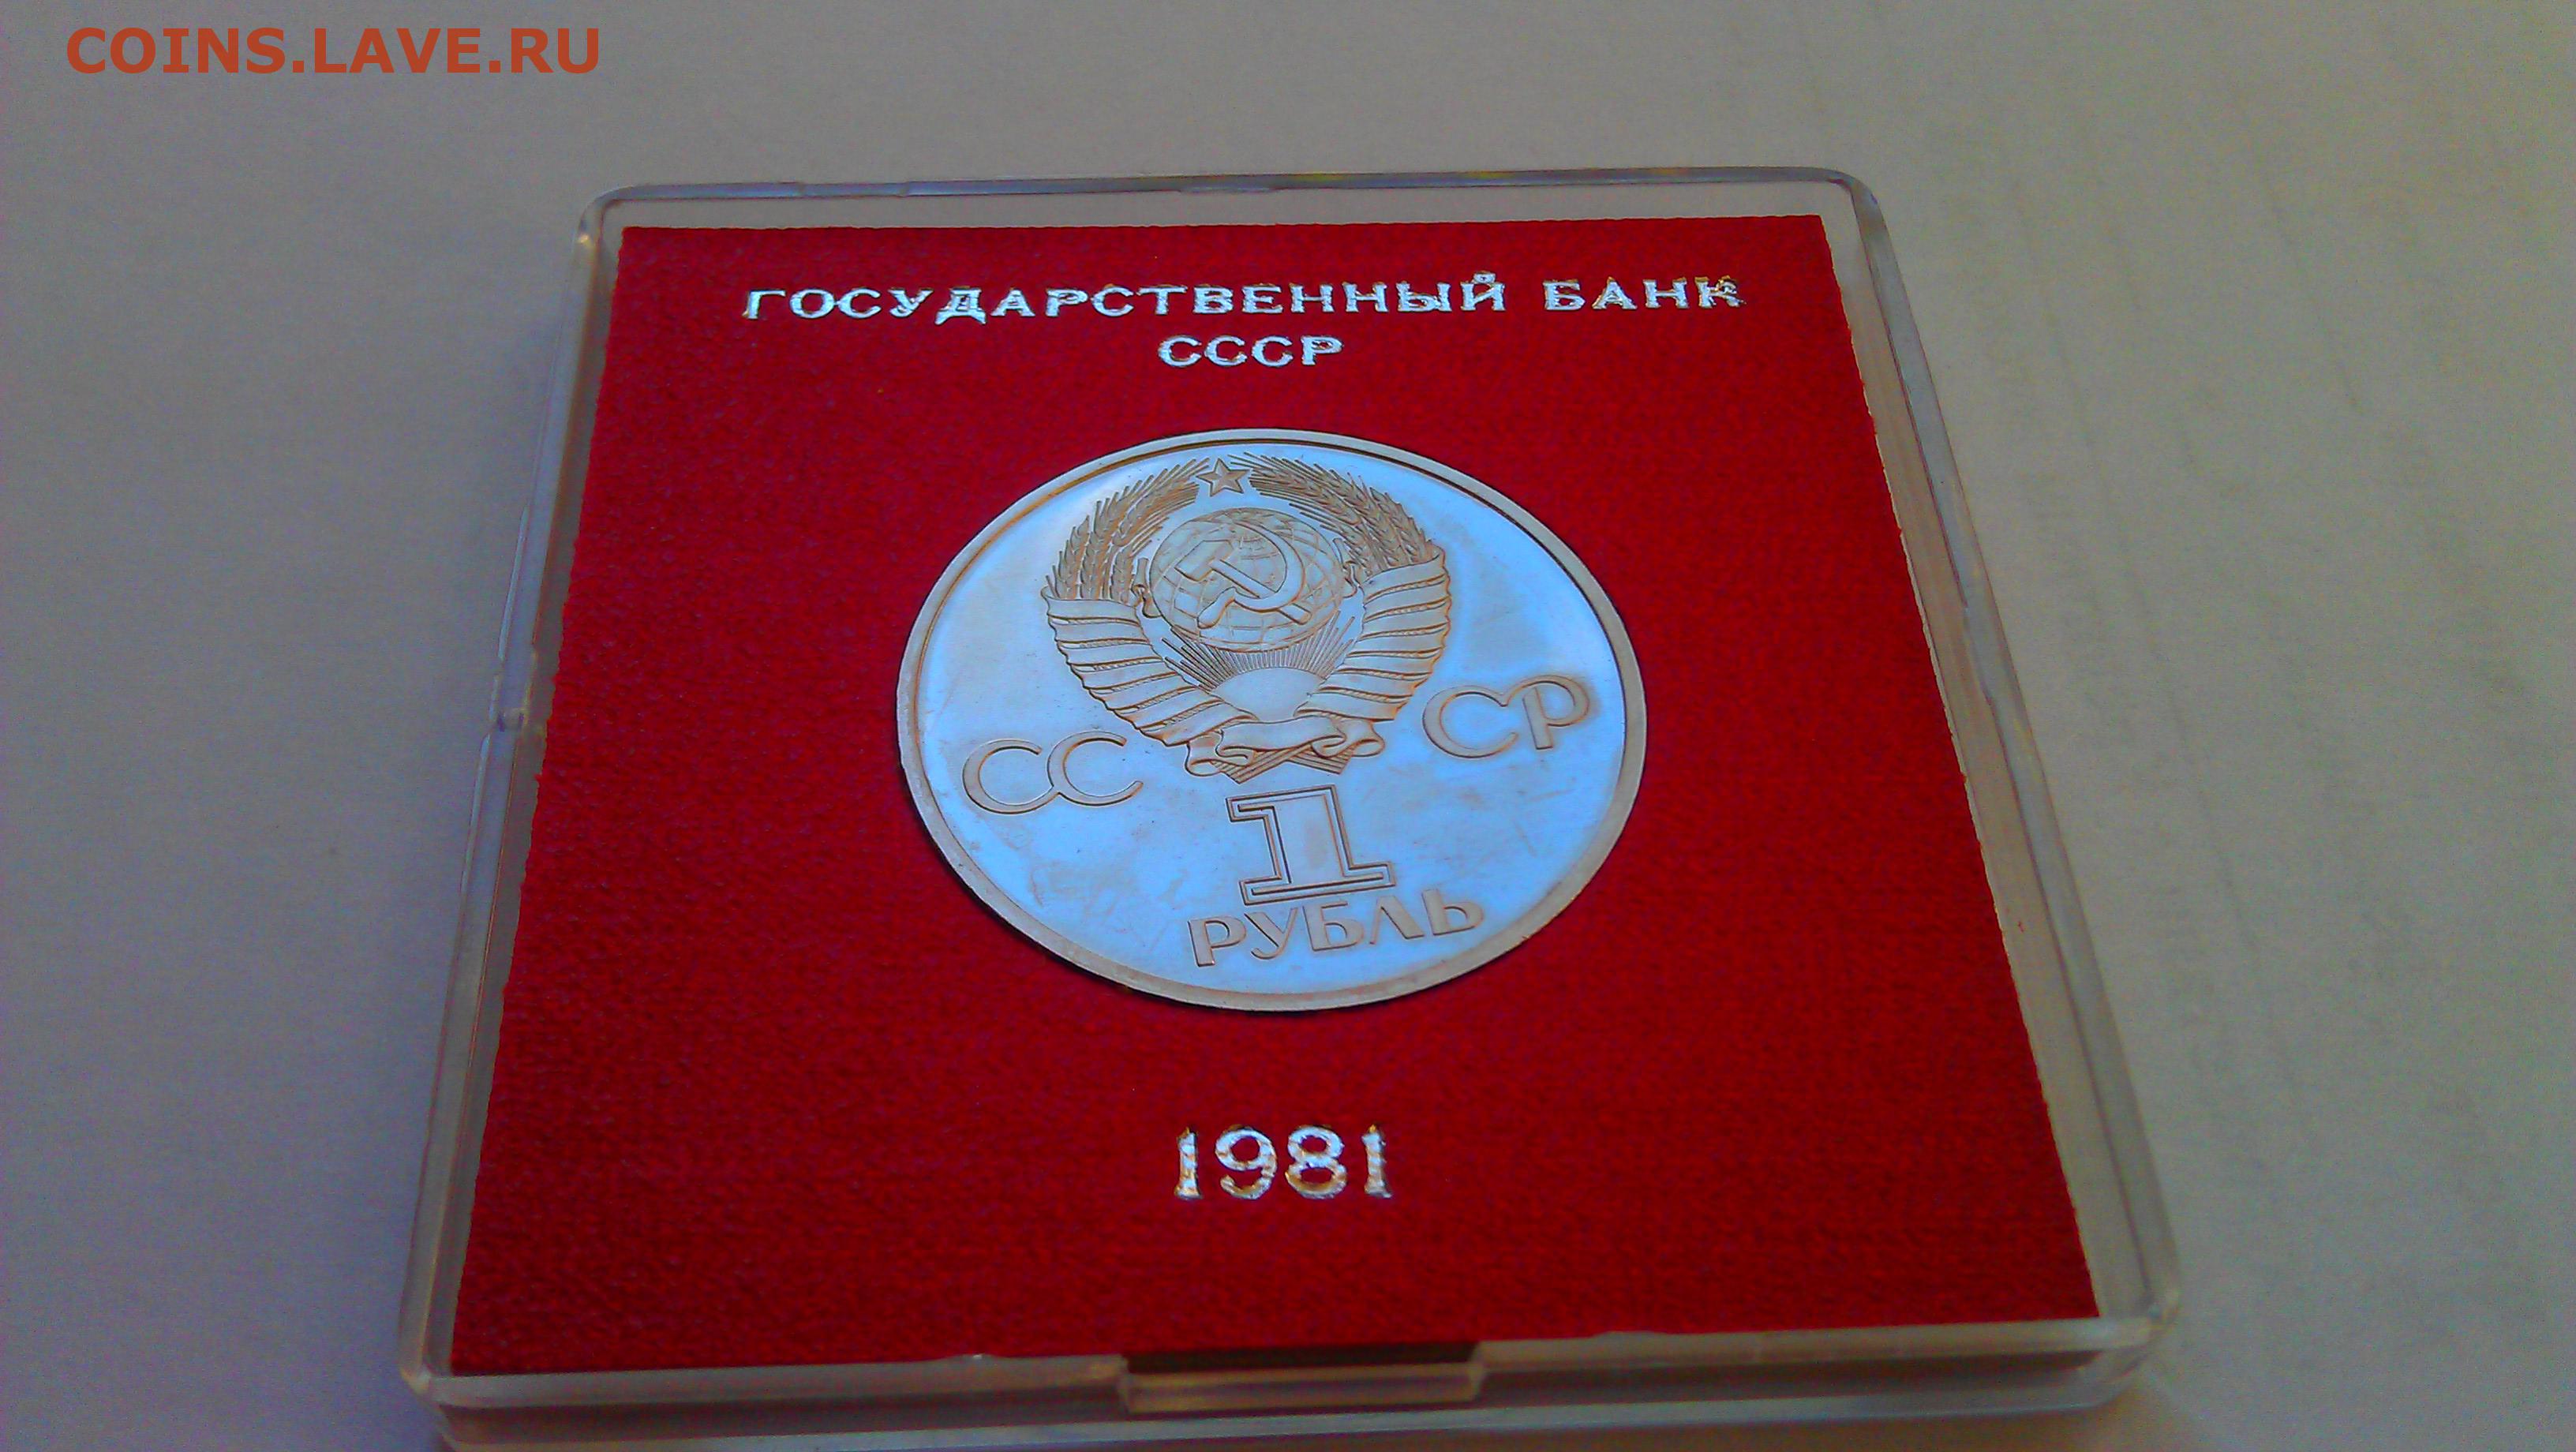 COINS.LAVE.RU
ГОСУДАРСТВЕННЫЙ БАНК
СССР
СС СР
1
РУБЛЬ
1981